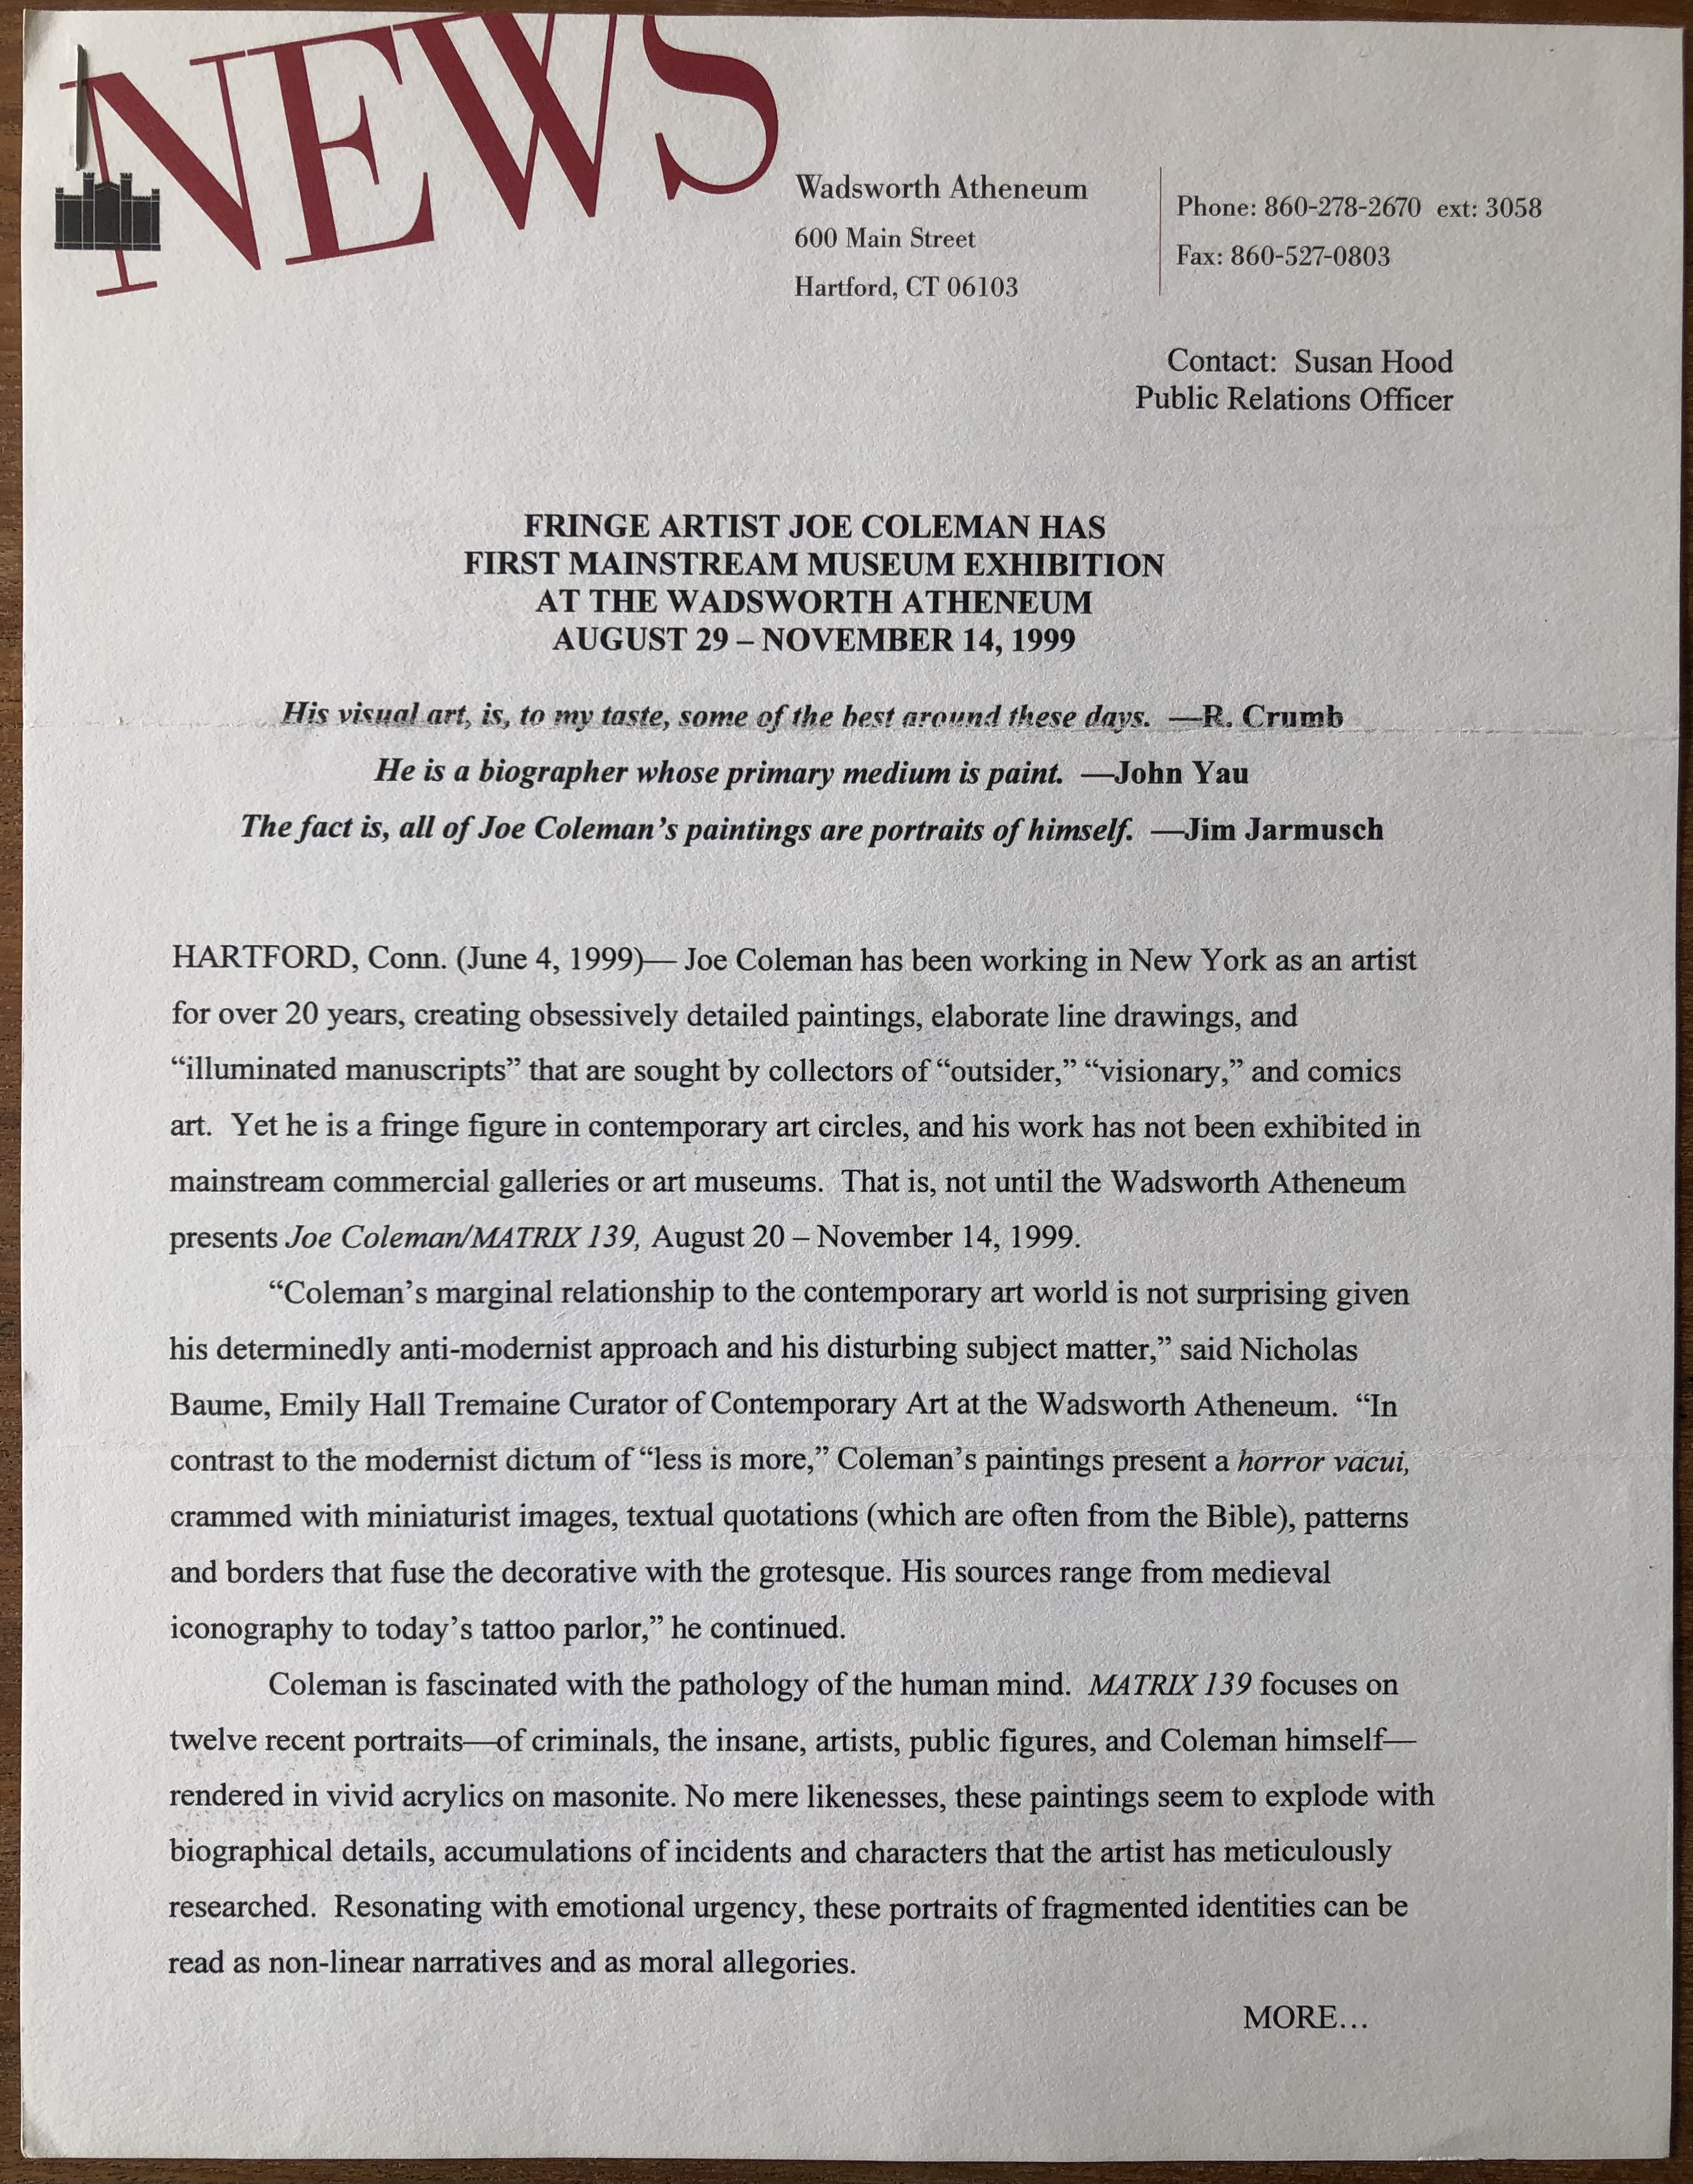 NEWS
Wadsworth Atheneum
600 Main Street
Hartford, CT 06103
Phone: 860-278-2670 ext: 3058
Fax: 860-527-0803
Contact: Susan Hood
Public Relations Officer
FRINGE ARTIST JOE COLEMAN HAS
FIRST MAINSTREAM MUSEUM EXHIBITION
AT THE WADSWORTH ATHENEUM
AUGUST 29 – NOVEMBER 14, 1999
His visual art, is, to my taste, some of the best around these days. —R. Crumb
He is a biographer whose primary medium is paint. —John Yau
The fact is, all of Joe Coleman’s paintings are portraits of himself. —Jim Jarmusch
HARTFORD, Conn. (June 4, 1999)— Joe Coleman has been working in New York as an artist
for over 20 years, creating obsessively detailed paintings, elaborate line drawings, and
“illuminated manuscripts” that are sought by collectors of “outsider,” “visionary,” and comics
art. Yet he is a fringe figure in contemporary art circles, and his work has not been exhibited in
mainstream commercial galleries or art museums. That is, not until the Wadsworth Atheneum
presents Joe Coleman/MATRIX 139, August 20 – November 14, 1999.
“Coleman’s marginal relationship to the contemporary art world is not surprising given
his determinedly anti-modernist approach and his disturbing subject matter,” said Nicholas
Baume, Emily Hall Tremaine Curator of Contemporary Art at the Wadsworth Atheneum. “In
contrast to the modernist dictum of “less is more,” Coleman’s paintings present a horror vacui,
crammed with miniaturist images, textual quotations (which are often from the Bible), patterns
and borders that fuse the decorative with the grotesque. His sources range from medieval
iconography to today’s tattoo parlor,” he continued.
Coleman is fascinated with the pathology of the human mind. MATRIX 139 focuses on
twelve recent portraits—of criminals, the insane, artists, public figures, and Coleman himself—
rendered in vivid acrylics on masonite. No mere likenesses, these paintings seem to explode with
biographical details, accumulations of incidents and characters that the artist has meticulously
researched. Resonating with emotional urgency, these portraits of fragmented identities can be
read as non-linear narratives and as moral allegories.
MORE…